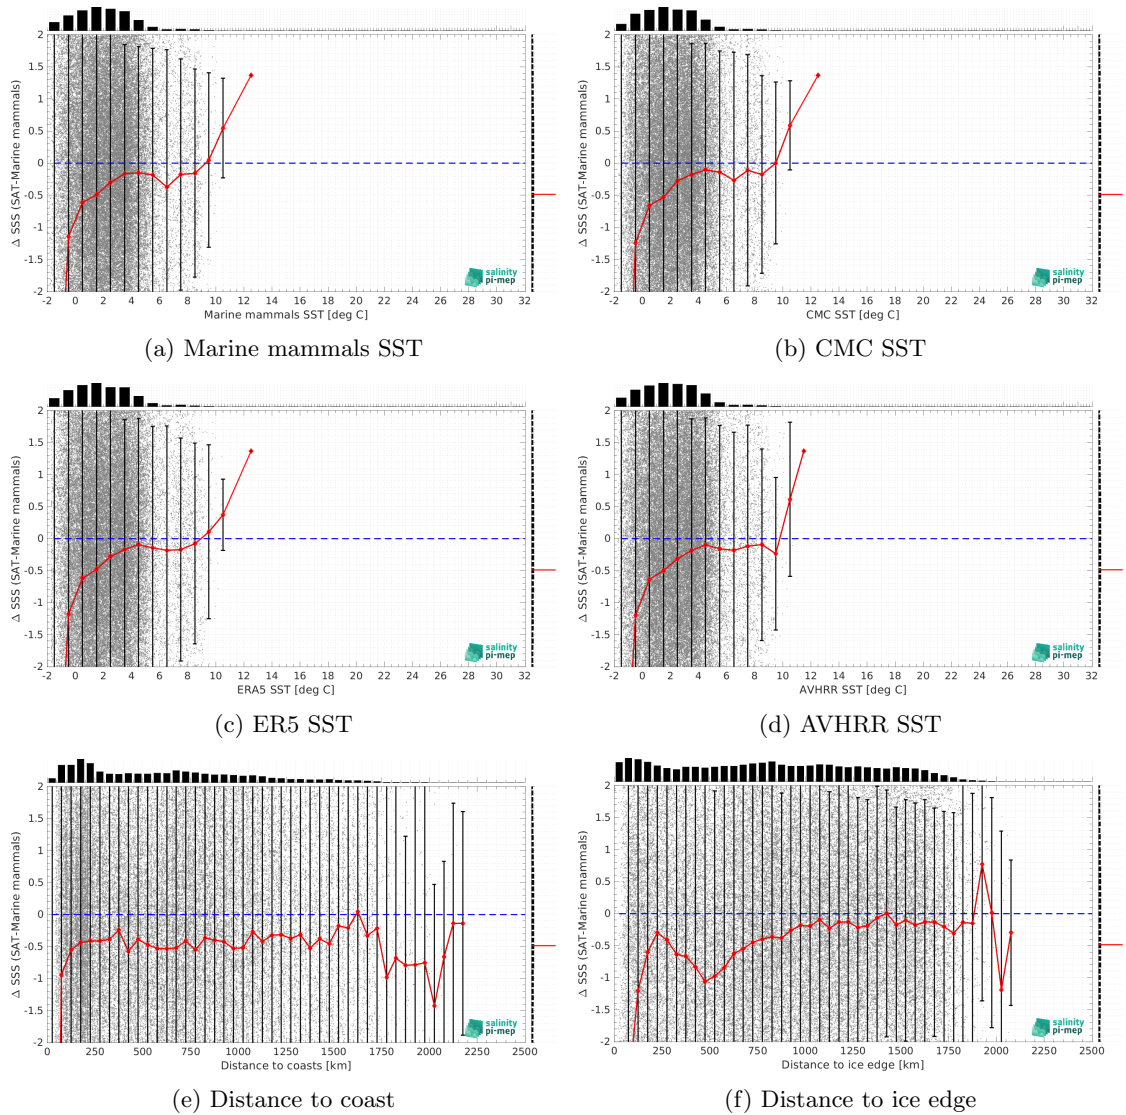 2
1.5
1
0.5
0
-0.5
-1
-1.5
-2
Δ SSS (SAT-Marine mammals)
salinity
pi-mep
-2 0 2 4 6 8 10 12 14 16 18 20 22 24 26 28 30 32
Marine mammals SST [deg C]
(a) Marine mammals SST
2
1.5
1
0.5
0
-0.5
-1
-1.5
-2
Δ SSS (SAT-Marine mammals)
salinity
pi-mep
-2 0 2 4 6 8 10 12 14 16 18 20 22 24 26 28 30 32
CMC SST [deg C]
(b) CMC SST
2
1.5
1
0.5
0
-0.5
-1
-1.5
-2
Δ SSS (SAT-Marine mammals)
salinity
pi-mep
-2 0 2 4 6 8 10 12 14 16 18 20 22 24 26 28 30 32
ERA5 SST [deg C]
(c) ER5 SST
2
1.5
1
0.5
0
-0.5
-1
-1.5
-2
Δ SSS (SAT-Marine mammals)
salinity
pi-mep
-2 0 2 4 6 8 10 12 14 16 18 20 22 24 26 28 30 32
AVHRR SST [deg C]
(d) AVHRR SST
2
1.5
1
0.5
0
-0.5
-1
-1.5
-2
Δ SSS (SAT-Marine mammals)
salinity
pi-mep
0 250 500 750 1000 1250 1500 1750 2000 2250 2500
Distance to coasts [km]
(e) Distance to coast
2
1.5
1
0.5
0
-0.5
-1
-1.5
-2
Δ SSS (SAT-Marine mammals)
salinity
pi-mep
0 250 500 750 1000 1250 1500 1750 2000 2250 2500
Distance to ice edge [km]
(f) Distance to ice edge